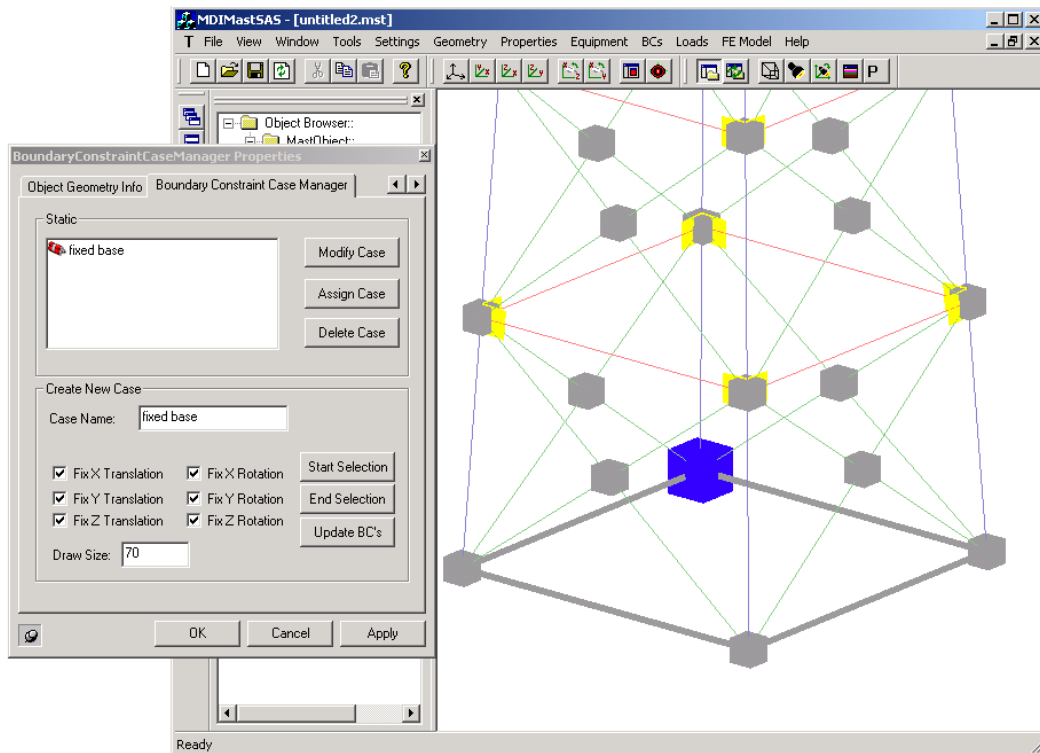 MDIMastSAS - [untitled2.mst]
T File View Window Tools Settings Geometry Properties Equipment BCs Loads FE Model Help
P
Object Browser::
MastObject::
BoundaryConstraintCaseManager Properties
Object Geometry Info Boundary Constraint Case Manager
Static
fixed base
Modify Case
Assign Case
Delete Case
Create New Case
Case Name: fixed base
Fix X Translation Fix X Rotation Start Selection
Fix Y Translation Fix Y Rotation End Selection
Fix Z Translation Fix Z Rotation Update BC's
Draw Size: 70
OK Cancel Apply
Ready